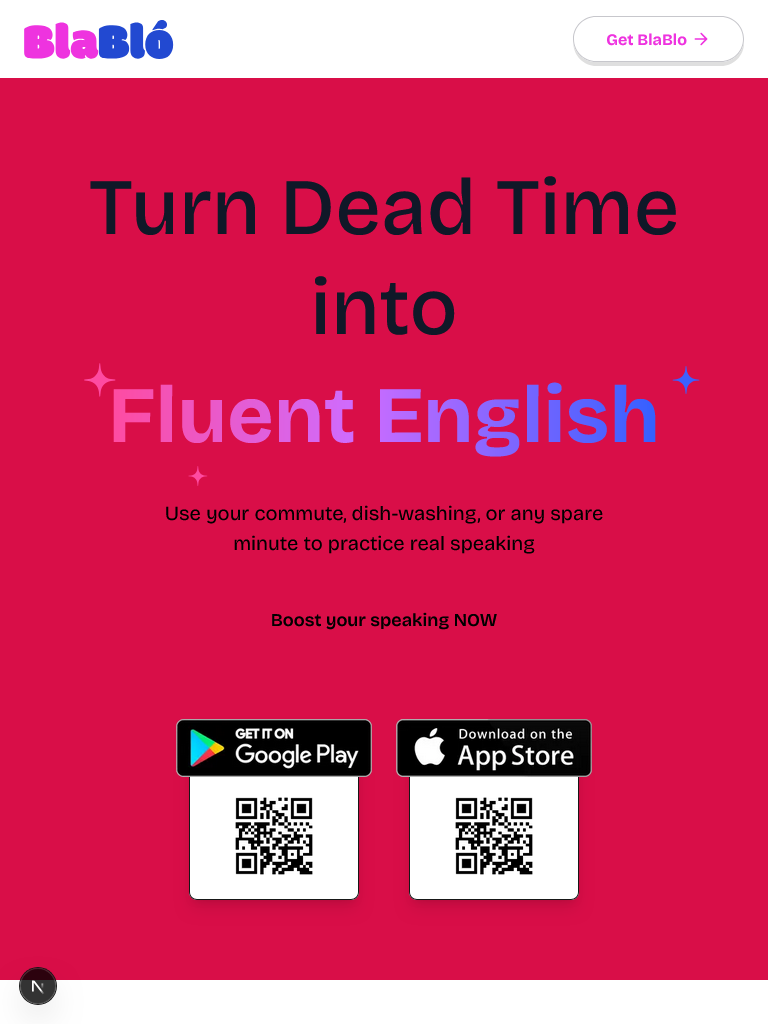 BlaBló
Get BlaBlo
Turn Dead Time
into
Fluent English
Use your commute, dish-washing, or any spare
minute to practice real speaking
Boost your speaking NOW
GET IT ON
Google Play
Download on the
App Store
N